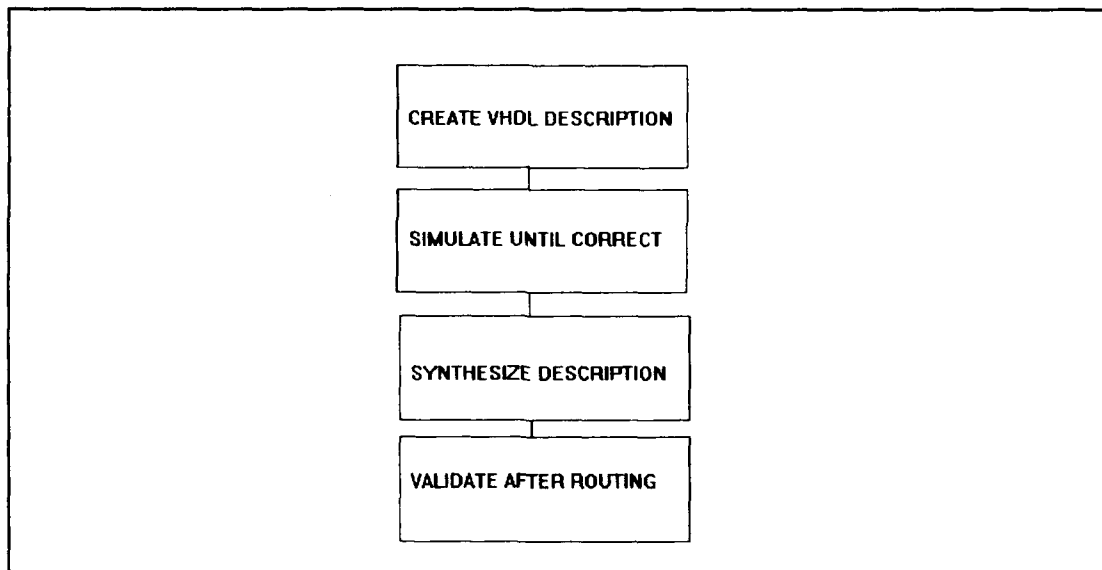 CREATE VHDL DESCRIPTION
SIMULATE UNTIL CORRECT
SYNTHESIZE DESCRIPTION
VALIDATE AFTER ROUTING